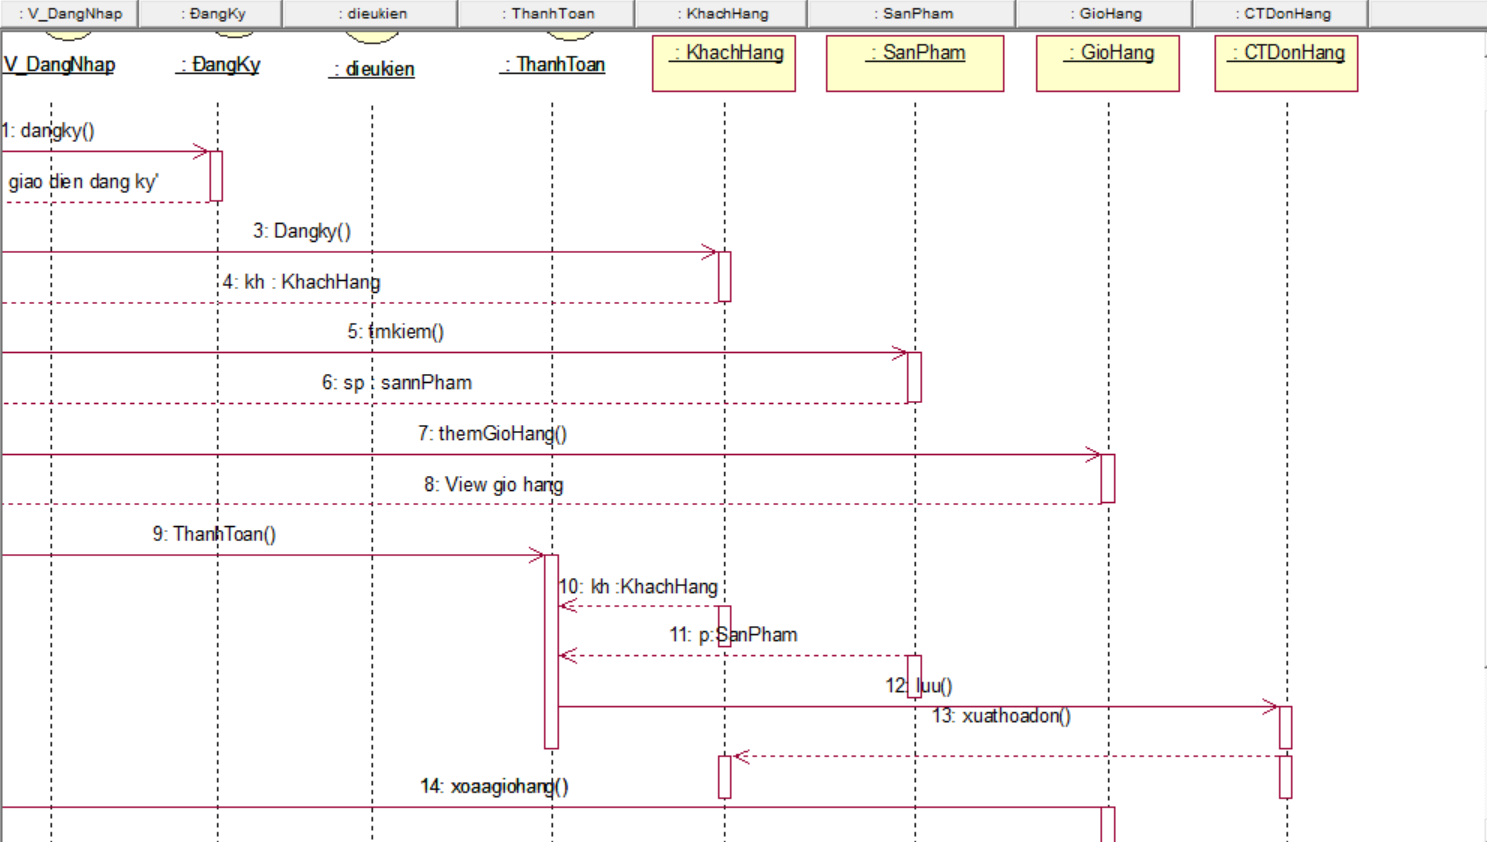 : V_DangNhap : ĐangKy : dieukien : ThanhToan : KhachHang : SanPham : GioHang : CTDonHang
V_DangNhap : ĐangKy : dieukien : ThanhToan : KhachHang : SanPham : GioHang : CTDonHang
1: dangky()
giao dien dang ky'
3: Dangky()
4: kh : KhachHang
5: tmkiem()
6: sp : sannPham
7: themGioHang()
8: View gio hang
9: ThanhToan()
10: kh :KhachHang
11: p:SanPham
12: luu()
13: xuathoadon()
14: xoaagiohang()